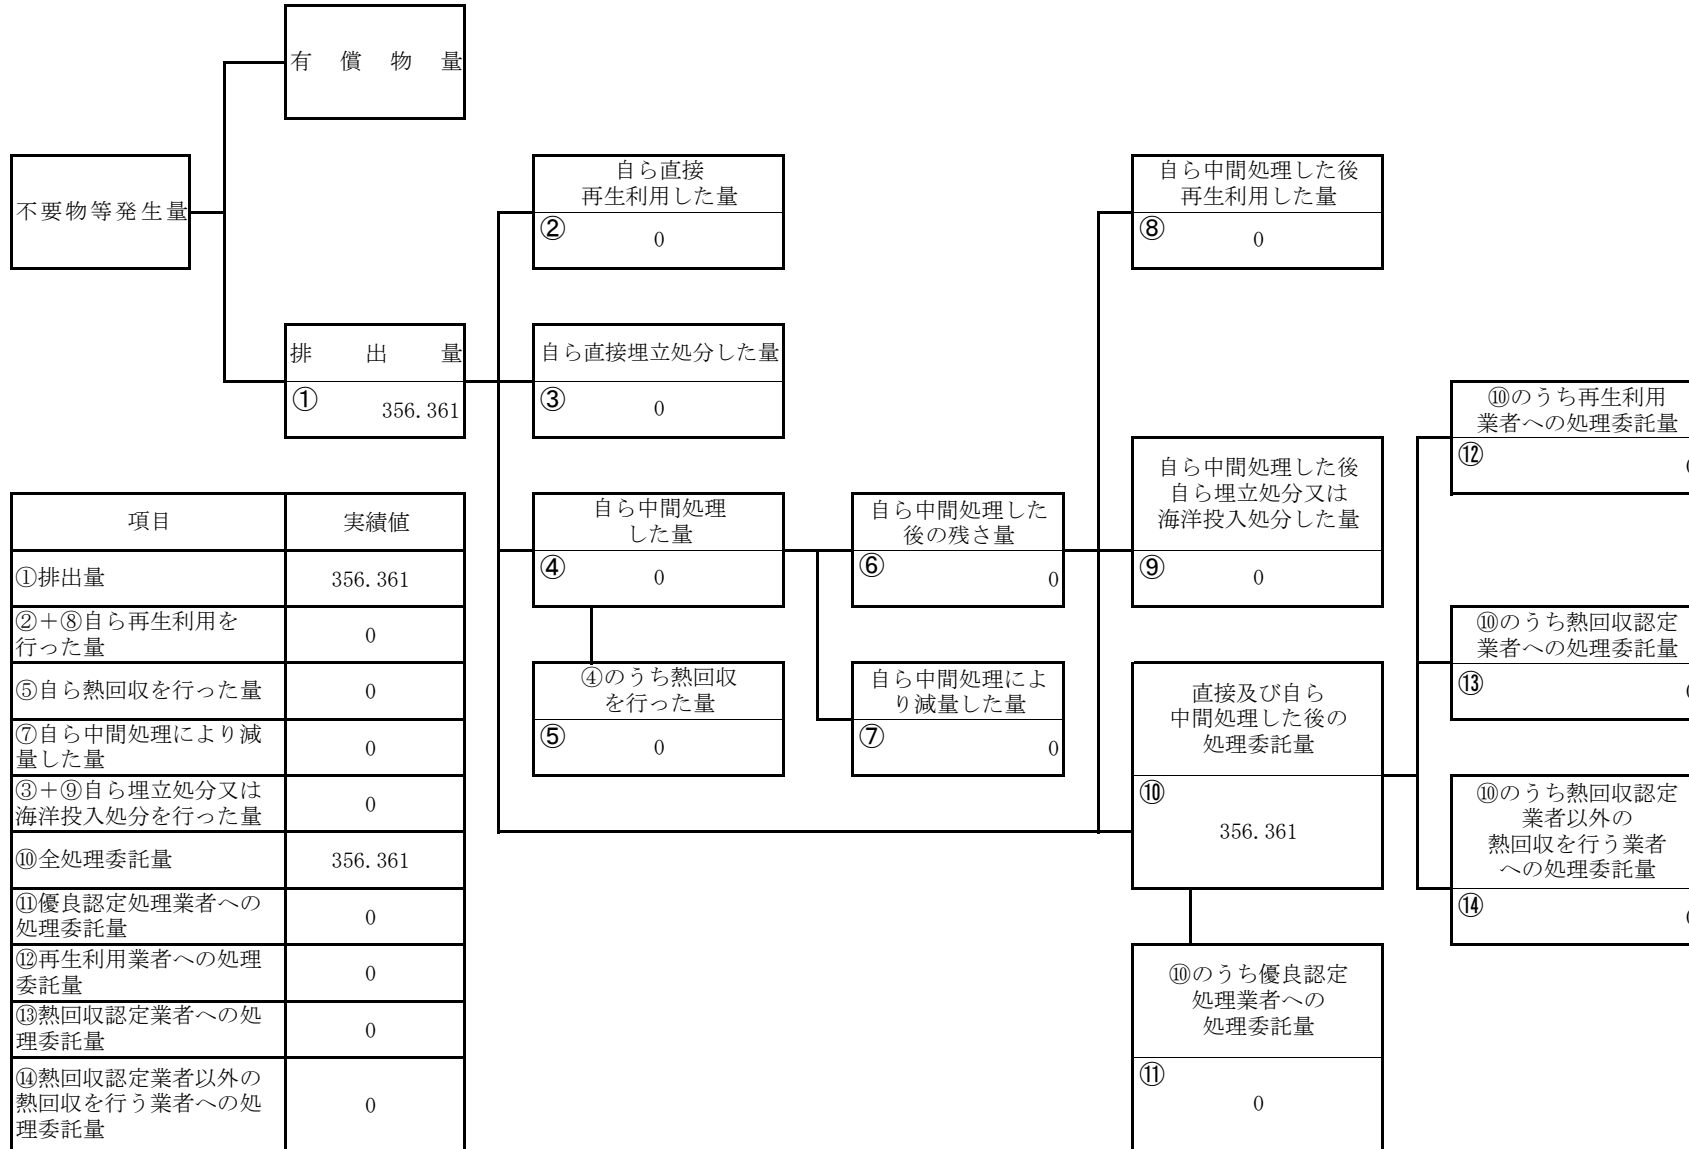 有償物量
不要物等発生量
排出量
①
356.361
自ら直接
再生利用した量
②
0
自ら直接埋立処分した量
③
0
自ら中間処理
した量
④
0
④のうち熱回収
を行った量
⑤
0
自ら中間処理した
後の残さ量
⑥
0
自ら中間処理によ
り減量した量
⑦
0
自ら中間処理した後
再生利用した量
⑧
0
自ら中間処理した後
自ら埋立処分又は
海洋投入処分した量
⑨
0
直接及び自ら
中間処理した後の
処理委託量
⑩
356.361
⑩のうち優良認定
処理業者への
処理委託量
⑪
0
⑩のうち再生利用
業者への処理委託量
⑫
⑩のうち熱回収認定
業者への処理委託量
⑬
⑩のうち熱回収認定
業者以外の
熱回収を行う業者
への処理委託量
⑭
項目 実績値
①排出量 356.361
②+⑧自ら再生利用を
行った量 0
⑤自ら熱回収を行った量 0
⑦自ら中間処理により減
量した量 0
③+⑨自ら埋立処分又は
海洋投入処分を行った量 0
⑩全処理委託量 356.361
⑪優良認定処理業者への
処理委託量 0
⑫再生利用業者への処理
委託量 0
⑬熱回収認定業者への処
理委託量 0
⑭熱回収認定業者以外の
熱回収を行う業者への処
理委託量 0